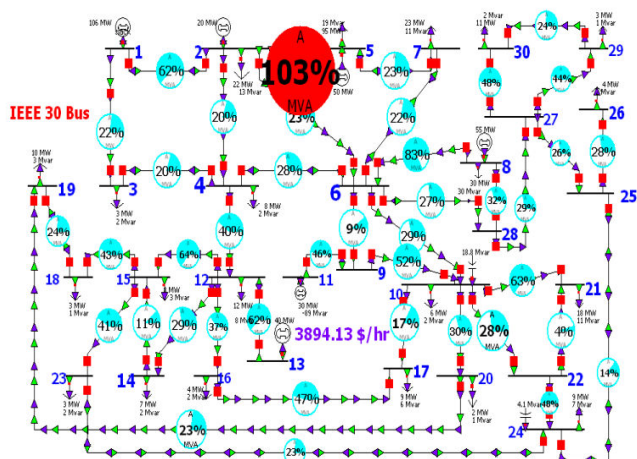 106 MW
slack
20 MW
19 Mvar
95 MW
23 MW
11 Mvar
2 Mvar
11 MW
3 MW
1 Mvar
1
2
5
7
30
24%
29
A
103%
MVA
62%
22 MW
13 Mvar
50 MW
23%
48%
44%
4 MW
IEEE 30 Bus
22%
20%
23%
22%
27
26
10 MW
3 Mvar
83%
55 MW
8
26%
28%
19
20%
28%
30 MW
30 Mvar
25
3
4
6
32%
29%
3 MW
2 Mvar
8 MW
2 Mvar
27%
24%
40%
9%
MVA
29%
28
43%
64%
46%
52%
18.8 Mvar
63%
18
15
12
11
9
10
21
3 MW
1 Mvar
3 Mvar
12 MW
30 MW
-89 Mvar
6 MW
2 Mvar
18 MW
11 Mvar
41%
11%
29%
37%
62%
40 MW
3894.13 $/hr
17%
MVA
30%
28%
MVA
4%
13
23
14
16
17
20
22
14%
3 MW
2 Mvar
7 MW
2 Mvar
4 MW
2 Mvar
47%
9 MW
6 Mvar
2 MW
1 Mvar
4.1 Mvar
48%
9 MW
7 Mvar
A
23%
MVA
24
23%